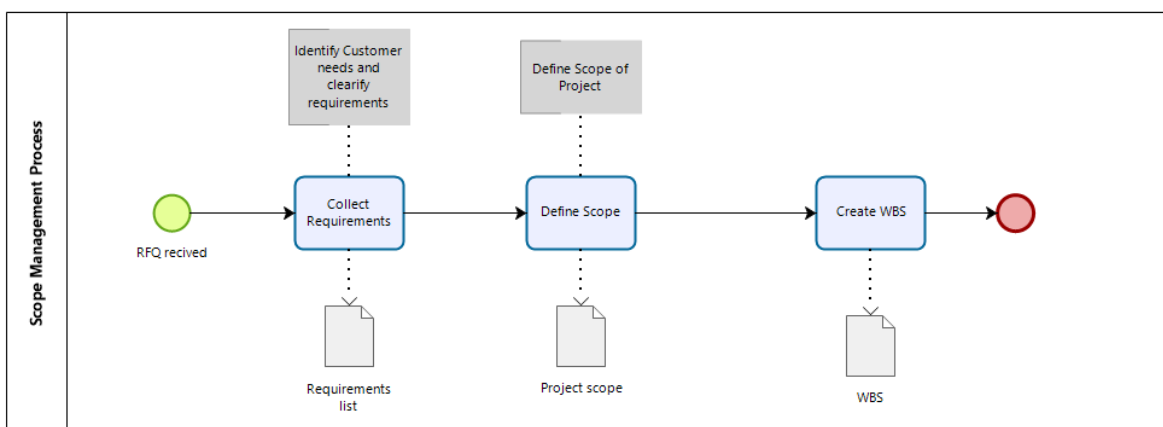 Scope Management Process
Identify Customer
needs and
clearify
requirements
Define Scope of
Project
RFQ recived
Collect
Requirements
Define Scope
Create WBS
Requirements
list
Project scope
WBS